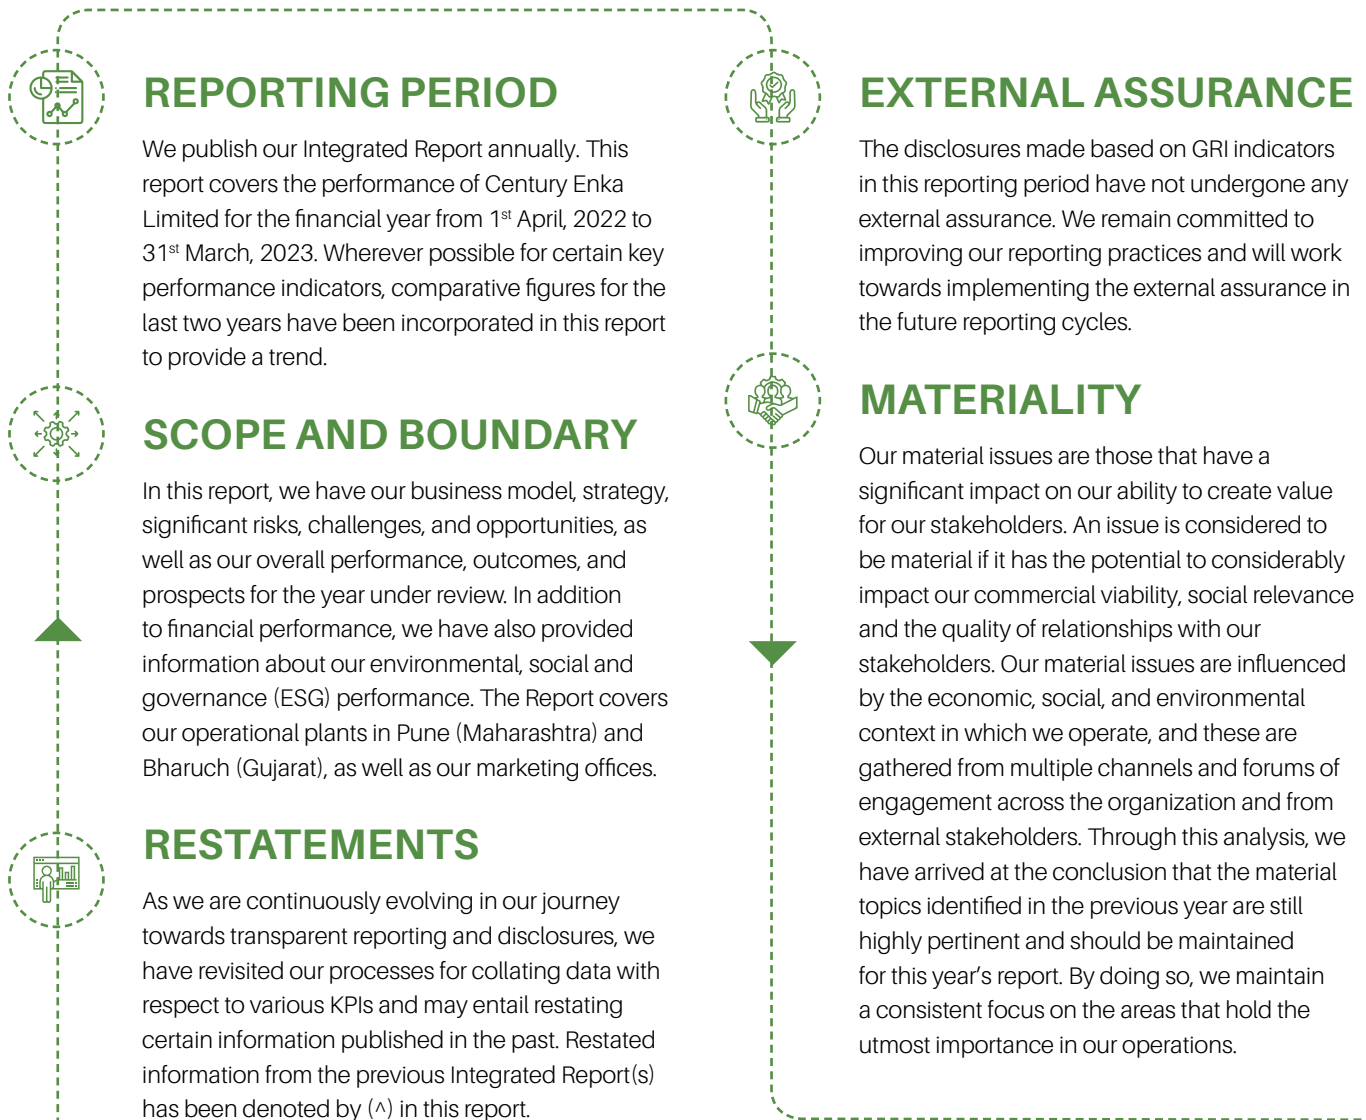 REPORTING PERIOD
We publish our Integrated Report annually. This
report covers the performance of Century Enka
Limited for the financial year from 1st April, 2022 to
31st March, 2023. Wherever possible for certain key
performance indicators, comparative figures for the
last two years have been incorporated in this report
to provide a trend.
SCOPE AND BOUNDARY
In this report, we have our business model, strategy,
significant risks, challenges, and opportunities, as
well as our overall performance, outcomes, and
prospects for the year under review. In addition
to financial performance, we have also provided
information about our environmental, social and
governance (ESG) performance. The Report covers
our operational plants in Pune (Maharashtra) and
Bharuch (Gujarat), as well as our marketing offices.
RESTATEMENTS
As we are continuously evolving in our journey
towards transparent reporting and disclosures, we
have revisited our processes for collating data with
respect to various KPIs and may entail restating
certain information published in the past. Restated
information from the previous Integrated Report(s)
has been denoted by (^) in this report.
EXTERNAL ASSURANCE
The disclosures made based on GRI indicators
in this reporting period have not undergone any
external assurance. We remain committed to
improving our reporting practices and will work
towards implementing the external assurance in
the future reporting cycles.
MATERIALITY
Our material issues are those that have a
significant impact on our ability to create value
for our stakeholders. An issue is considered to
be material if it has the potential to considerably
impact our commercial viability, social relevance
and the quality of relationships with our
stakeholders. Our material issues are influenced
by the economic, social, and environmental
context in which we operate, and these are
gathered from multiple channels and forums of
engagement across the organization and from
external stakeholders. Through this analysis, we
have arrived at the conclusion that the material
topics identified in the previous year are still
highly pertinent and should be maintained
for this year’s report. By doing so, we maintain
a consistent focus on the areas that hold the
utmost importance in our operations.